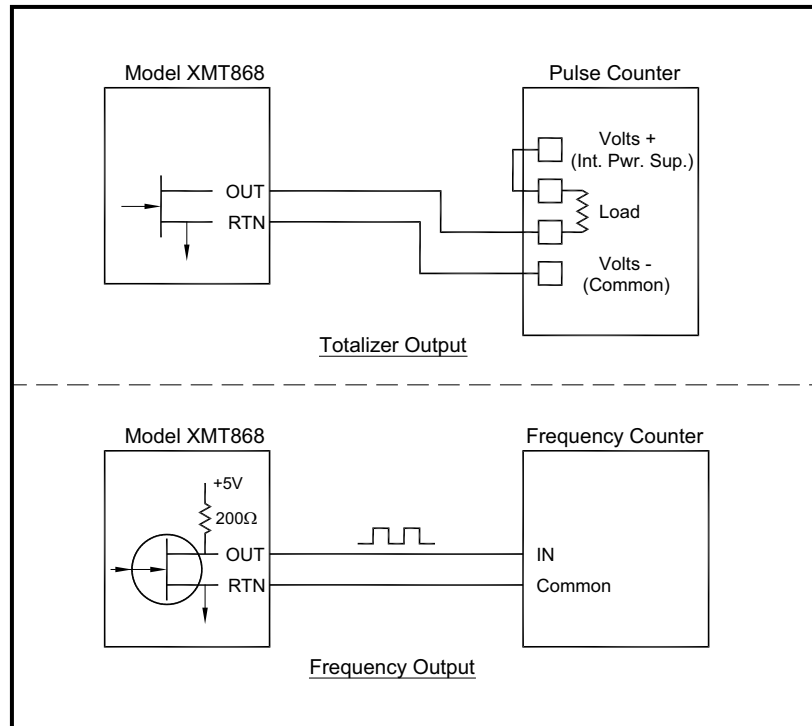 Model XMT868
Pulse Counter
Volts +
(Int. Pwr. Sup.)
OUT
Load
RTN
Volts -
(Common)
Totalizer Output
Model XMT868
Frequency Counter
+5V
200Ω
OUT
IN
RTN
Common
Frequency Output